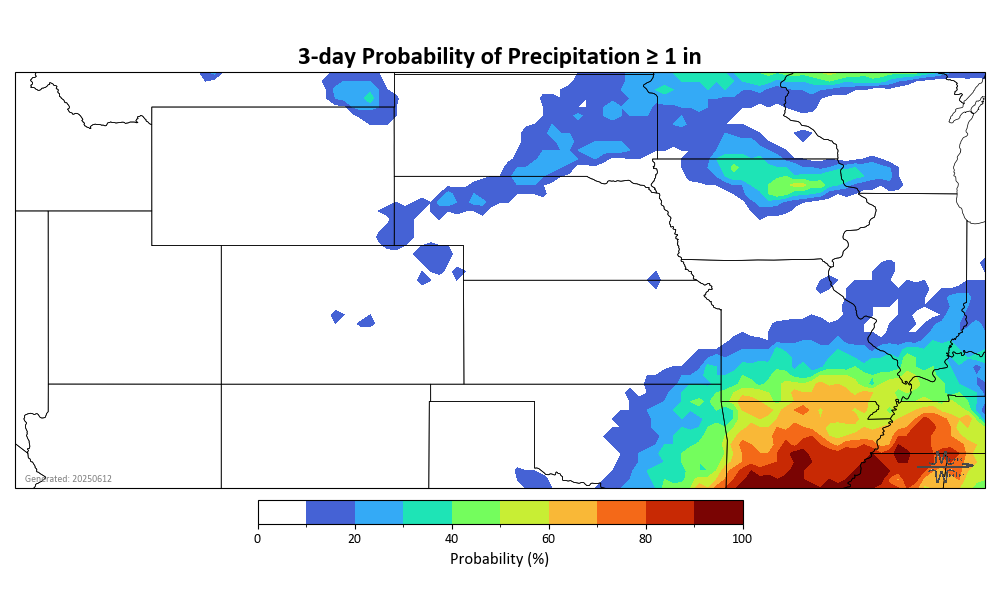 3-day Probability of Precipitation ≥ 1 in
Generated: 20250612
0 20 40 60 80 100
Probability (%)